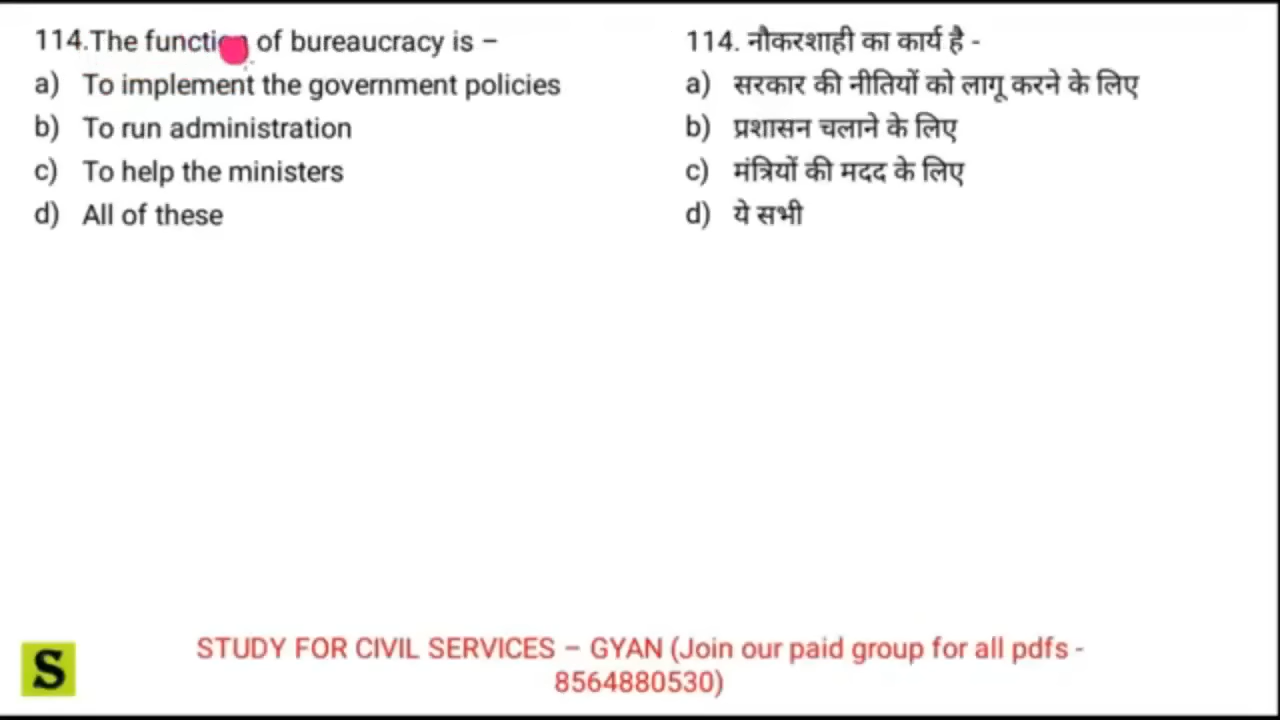 114.The function of bureaucracy is –
a) To implement the government policies
b) To run administration
c) To help the ministers
d) All of these
114. नौकरशाही का कार्य है -
a) सरकार की नीतियों को लागू करने के लिए
b) प्रशासन चलाने के लिए
c) मंत्रियों की मदद के लिए
d) ये सभी
S
STUDY FOR CIVIL SERVICES – GYAN (Join our paid group for all pdfs -
8564880530)